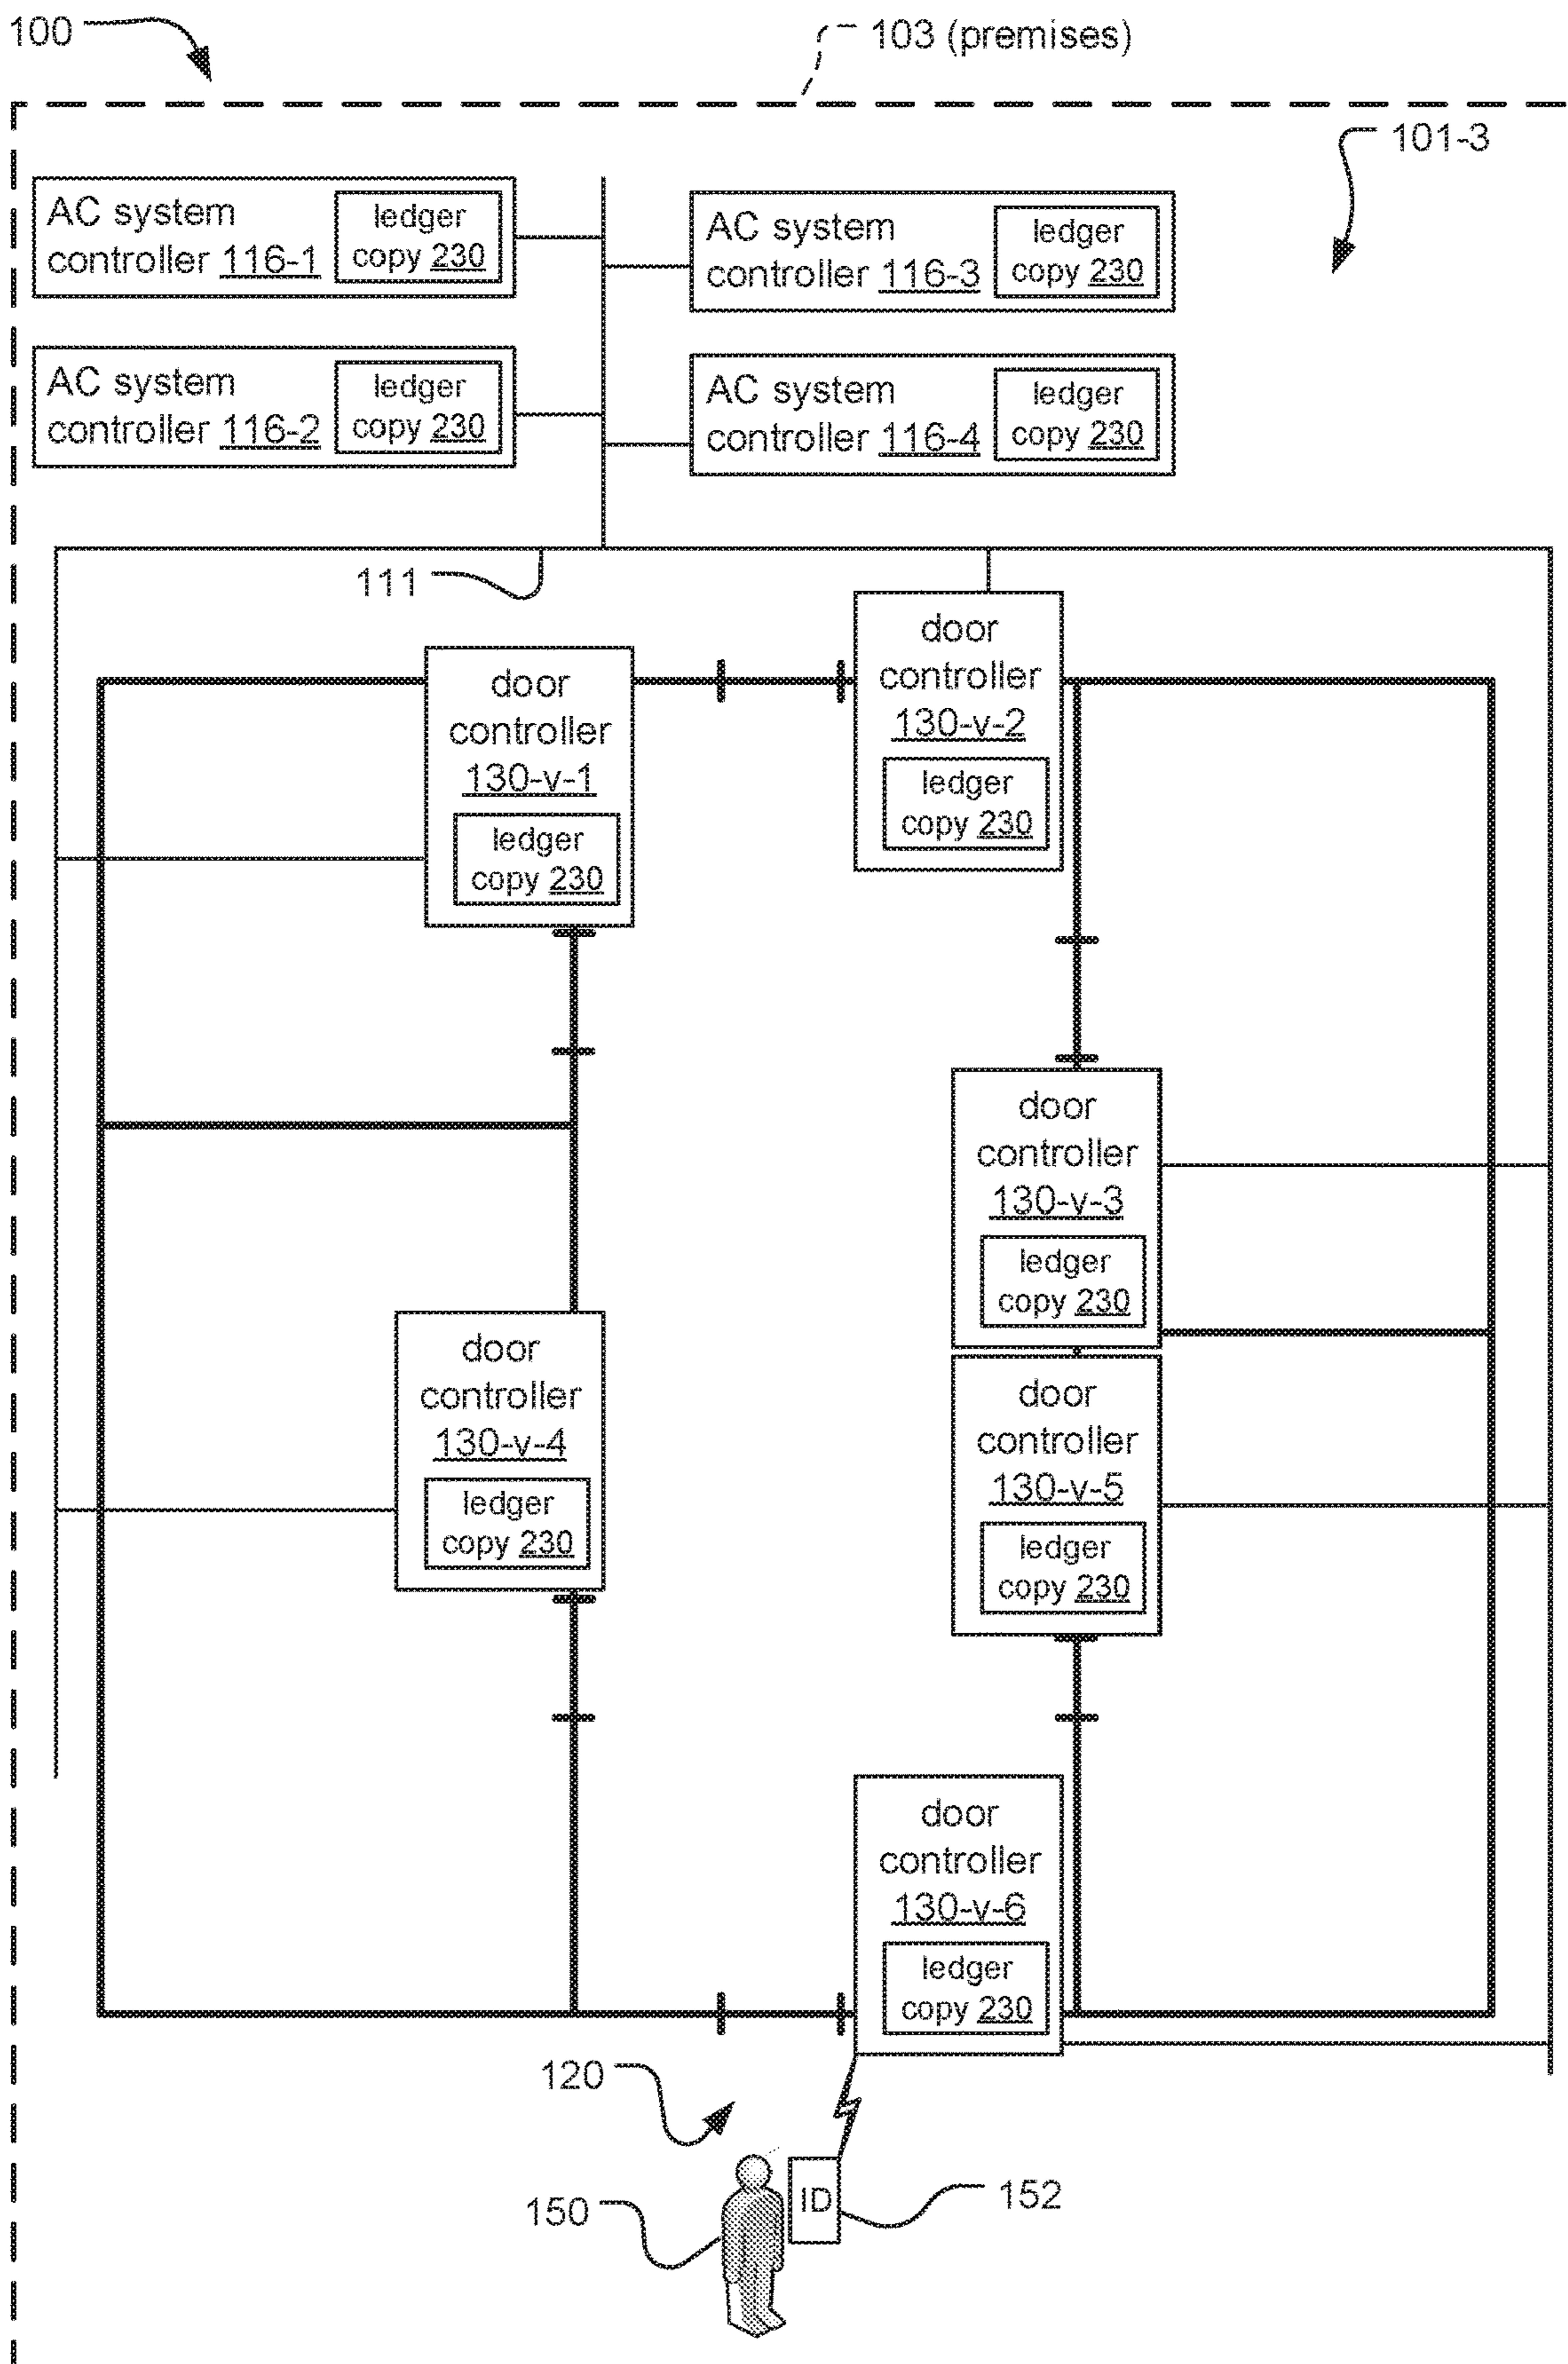 100
103 (premises)
101-3
AC system
controller 116-1
ledger
copy 230
AC system
controller 116-3
ledger
copy 230
AC system
controller 116-2
ledger
copy 230
AC system
controller 116-4
ledger
copy 230
111
door
controller
130-v-2
ledger
copy 230
door
controller
130-v-1
ledger
copy 230
door
controller
130-v-3
ledger
copy 230
door
controller
130-v-4
ledger
copy 230
door
controller
130-v-5
ledger
copy 230
door
controller
130-v-6
ledger
copy 230
120
150
ID
152